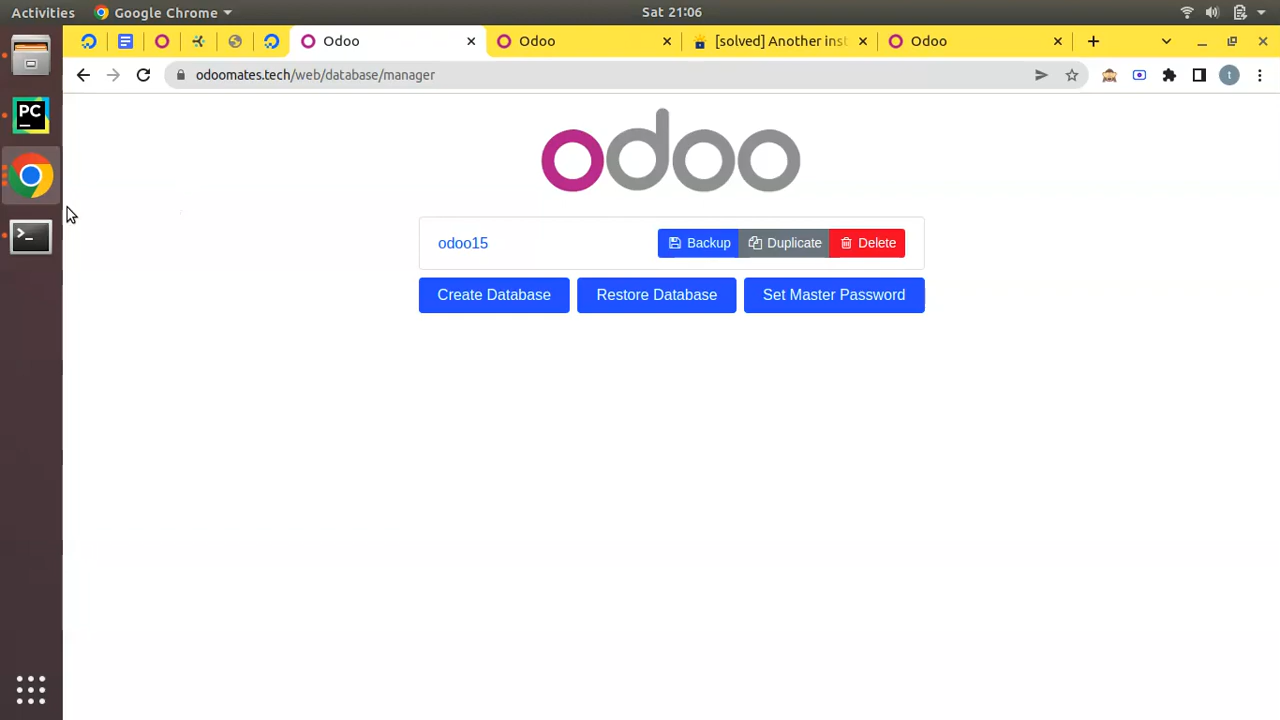 Activities Google Chrome Sat 21:06
Odoo Odoo [solved] Another inst Odoo
odoomates.tech/web/database/manager t
PC
odoo
odoo15 Backup Duplicate Delete
Create Database Restore Database Set Master Password